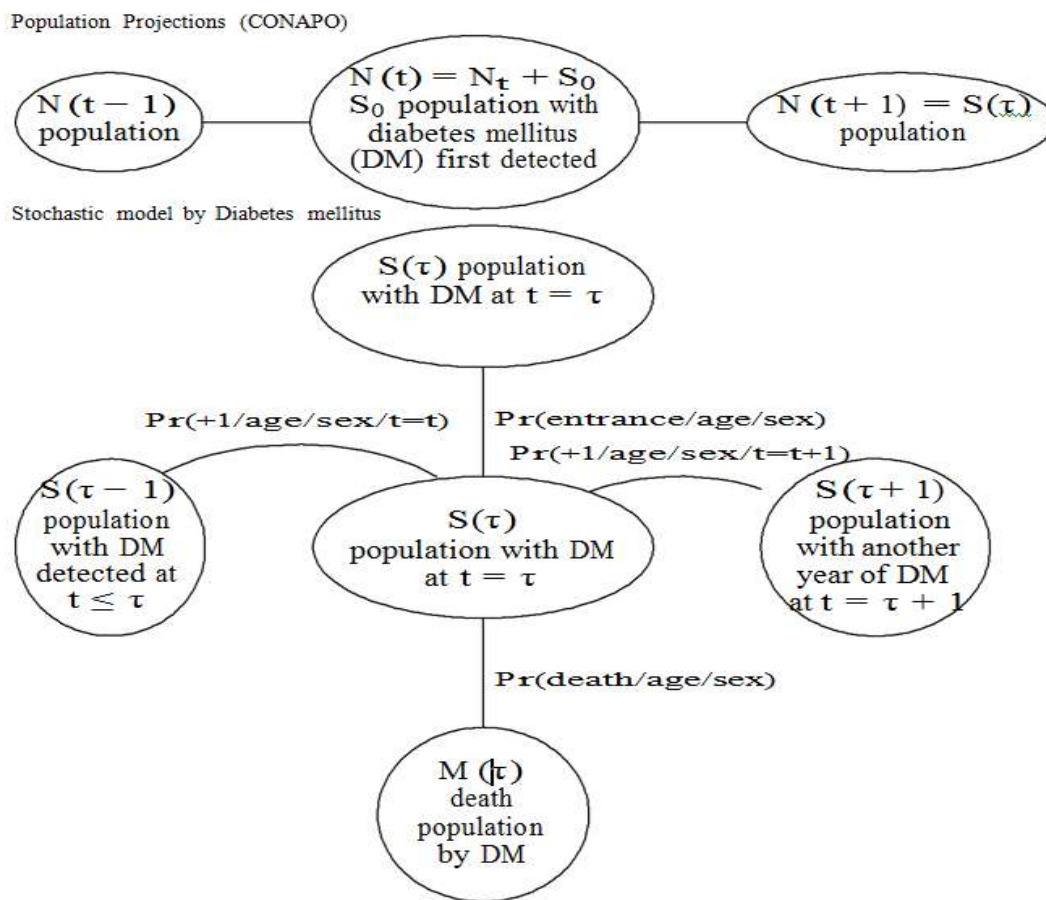 Population Projections (CONAPO)
N (t − 1)
population
N (t) = Nₜ + S₀
S₀ population with
diabetes mellitus
(DM) first detected
N (t + 1) = S(τ)
population
Stochastic model by Diabetes mellitus
S(τ) population
with DM at t = τ
Pr(+1/age/sex/t=t)
Pr(entrance/age/sex)
Pr(+1/age/sex/t=t+1)
S(τ − 1)
population
with DM
detected at
t ≤ τ
S(τ)
population with DM
at t = τ
S(τ+ 1)
population
with another
year of DM
at t = τ + 1
Pr(death/age/sex)
M (τ)
death
population
by DM